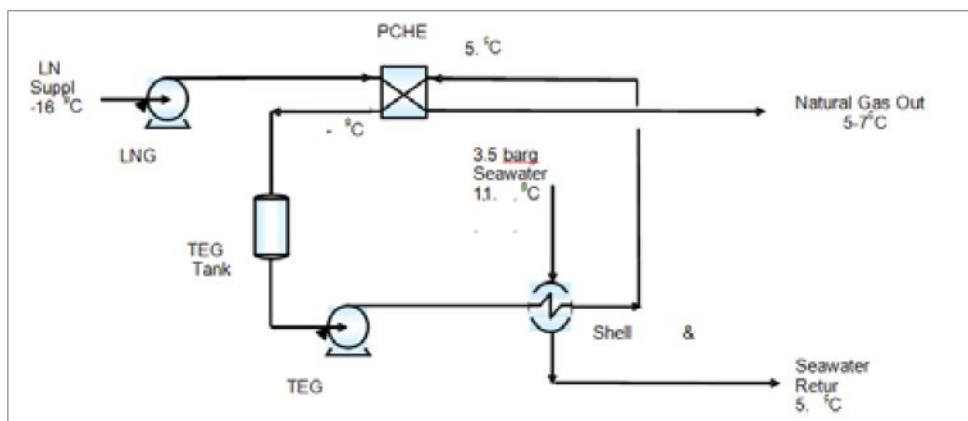 PCHE
5. °C
LN
Suppl
-16 °C
LNG
- °C
Natural Gas Out
5-7°C
3.5 barg
Seawater
11. . °C
TEG
Tank
TEG
Shell &
Seawater
Retur
5. °C